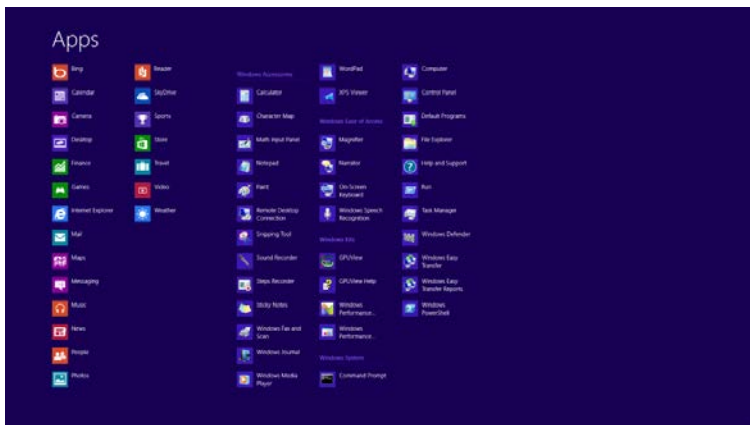 Apps
Bing
Calendar
Camera
Desktop
Finance
Games
Internet Explorer
Mail
Maps
Messaging
Music
News
People
Photos
Reader
SkyDrive
Sports
Store
Travel
Video
Weather
Windows Accessories
Calculator
Character Map
Math Input Panel
Notepad
Paint
Remote Desktop
Connection
Snipping Tool
Sound Recorder
Steps Recorder
Sticky Notes
Windows Fax and
Scan
Windows Journal
Windows Media
Player
WordPad
XPS Viewer
Windows Ease of Access
Magnifier
Narrator
On-Screen
Keyboard
Windows Speech
Recognition
Windows Kits
GPUView
GPUView Help
Windows
Performance...
Windows
Performance...
Windows System
Command Prompt
Computer
Control Panel
Default Programs
File Explorer
Help and Support
Run
Task Manager
Windows Defender
Windows Easy
Transfer
Windows Easy
Transfer Reports
Windows
PowerShell